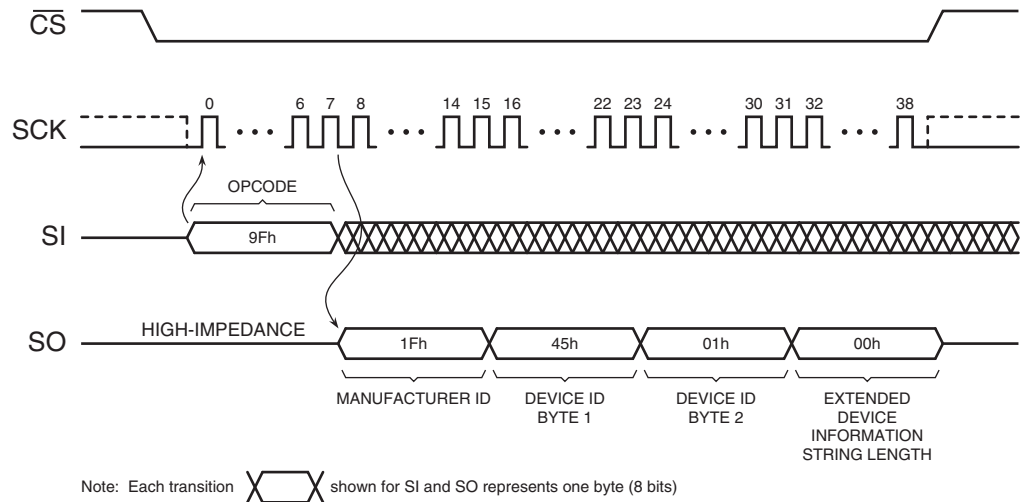 CS
0 6 7 8 14 15 16 22 23 24 30 31 32 38
SCK
OPCODE
SI
9Fh
HIGH-IMPEDANCE
SO
1Fh 45h 01h 00h
MANUFACTURER ID
DEVICE ID
BYTE 1
DEVICE ID
BYTE 2
EXTENDED
DEVICE
INFORMATION
STRING LENGTH
Note: Each transition shown for SI and SO represents one byte (8 bits)